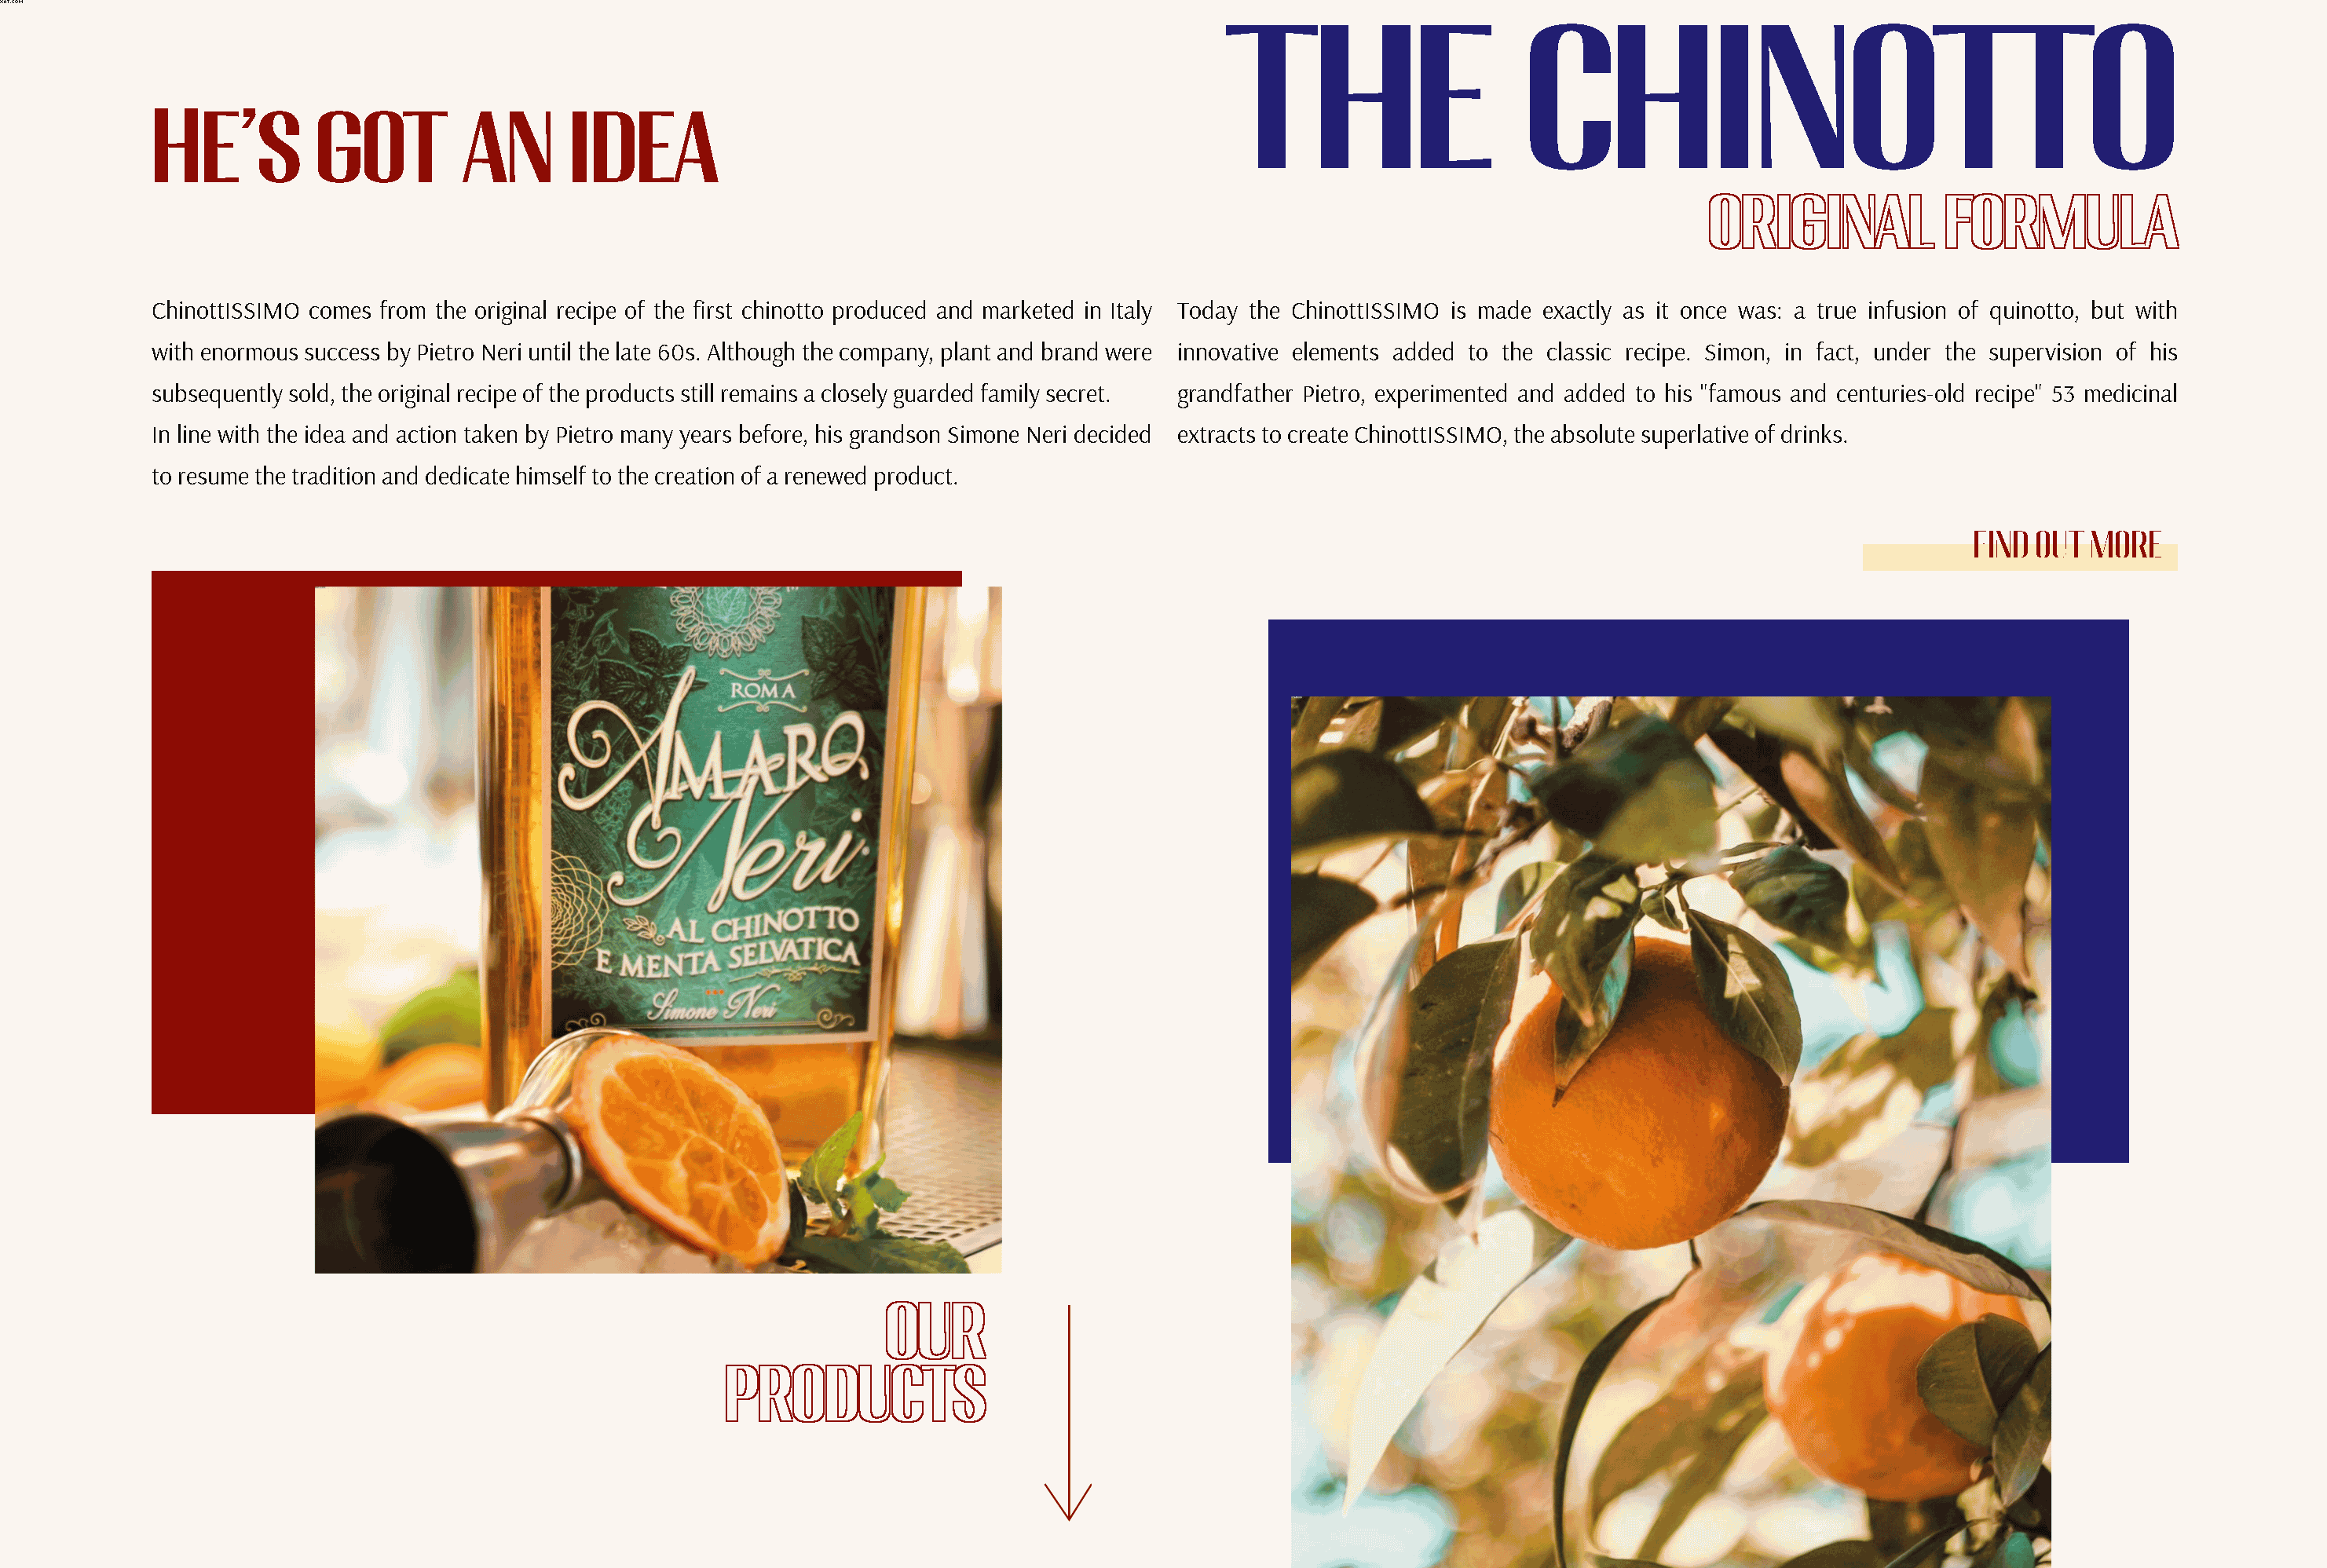 HE'S GOT AN IDEA
THE CHINOTTO
ORIGINAL FORMULA
ChinottISSIMO comes from the original recipe of the first chinotto produced and marketed in Italy
with enormous success by Pietro Neri until the late 60s. Although the company, plant and brand were
subsequently sold, the original recipe of the products still remains a closely guarded family secret.
In line with the idea and action taken by Pietro many years before, his grandson Simone Neri decided
to resume the tradition and dedicate himself to the creation of a renewed product.
Today the ChinottISSIMO is made exactly as it once was: a true infusion of quinotto, but with
innovative elements added to the classic recipe. Simon, in fact, under the supervision of his
grandfather Pietro, experimented and added to his "famous and centuries-old recipe" 53 medicinal
extracts to create ChinottISSIMO, the absolute superlative of drinks.
FIND OUT MORE
ROMA
AMARO
Neri
AL CHINOTTO
E MENTA SELVATICA
Simone Neri
OUR
PRODUCTS